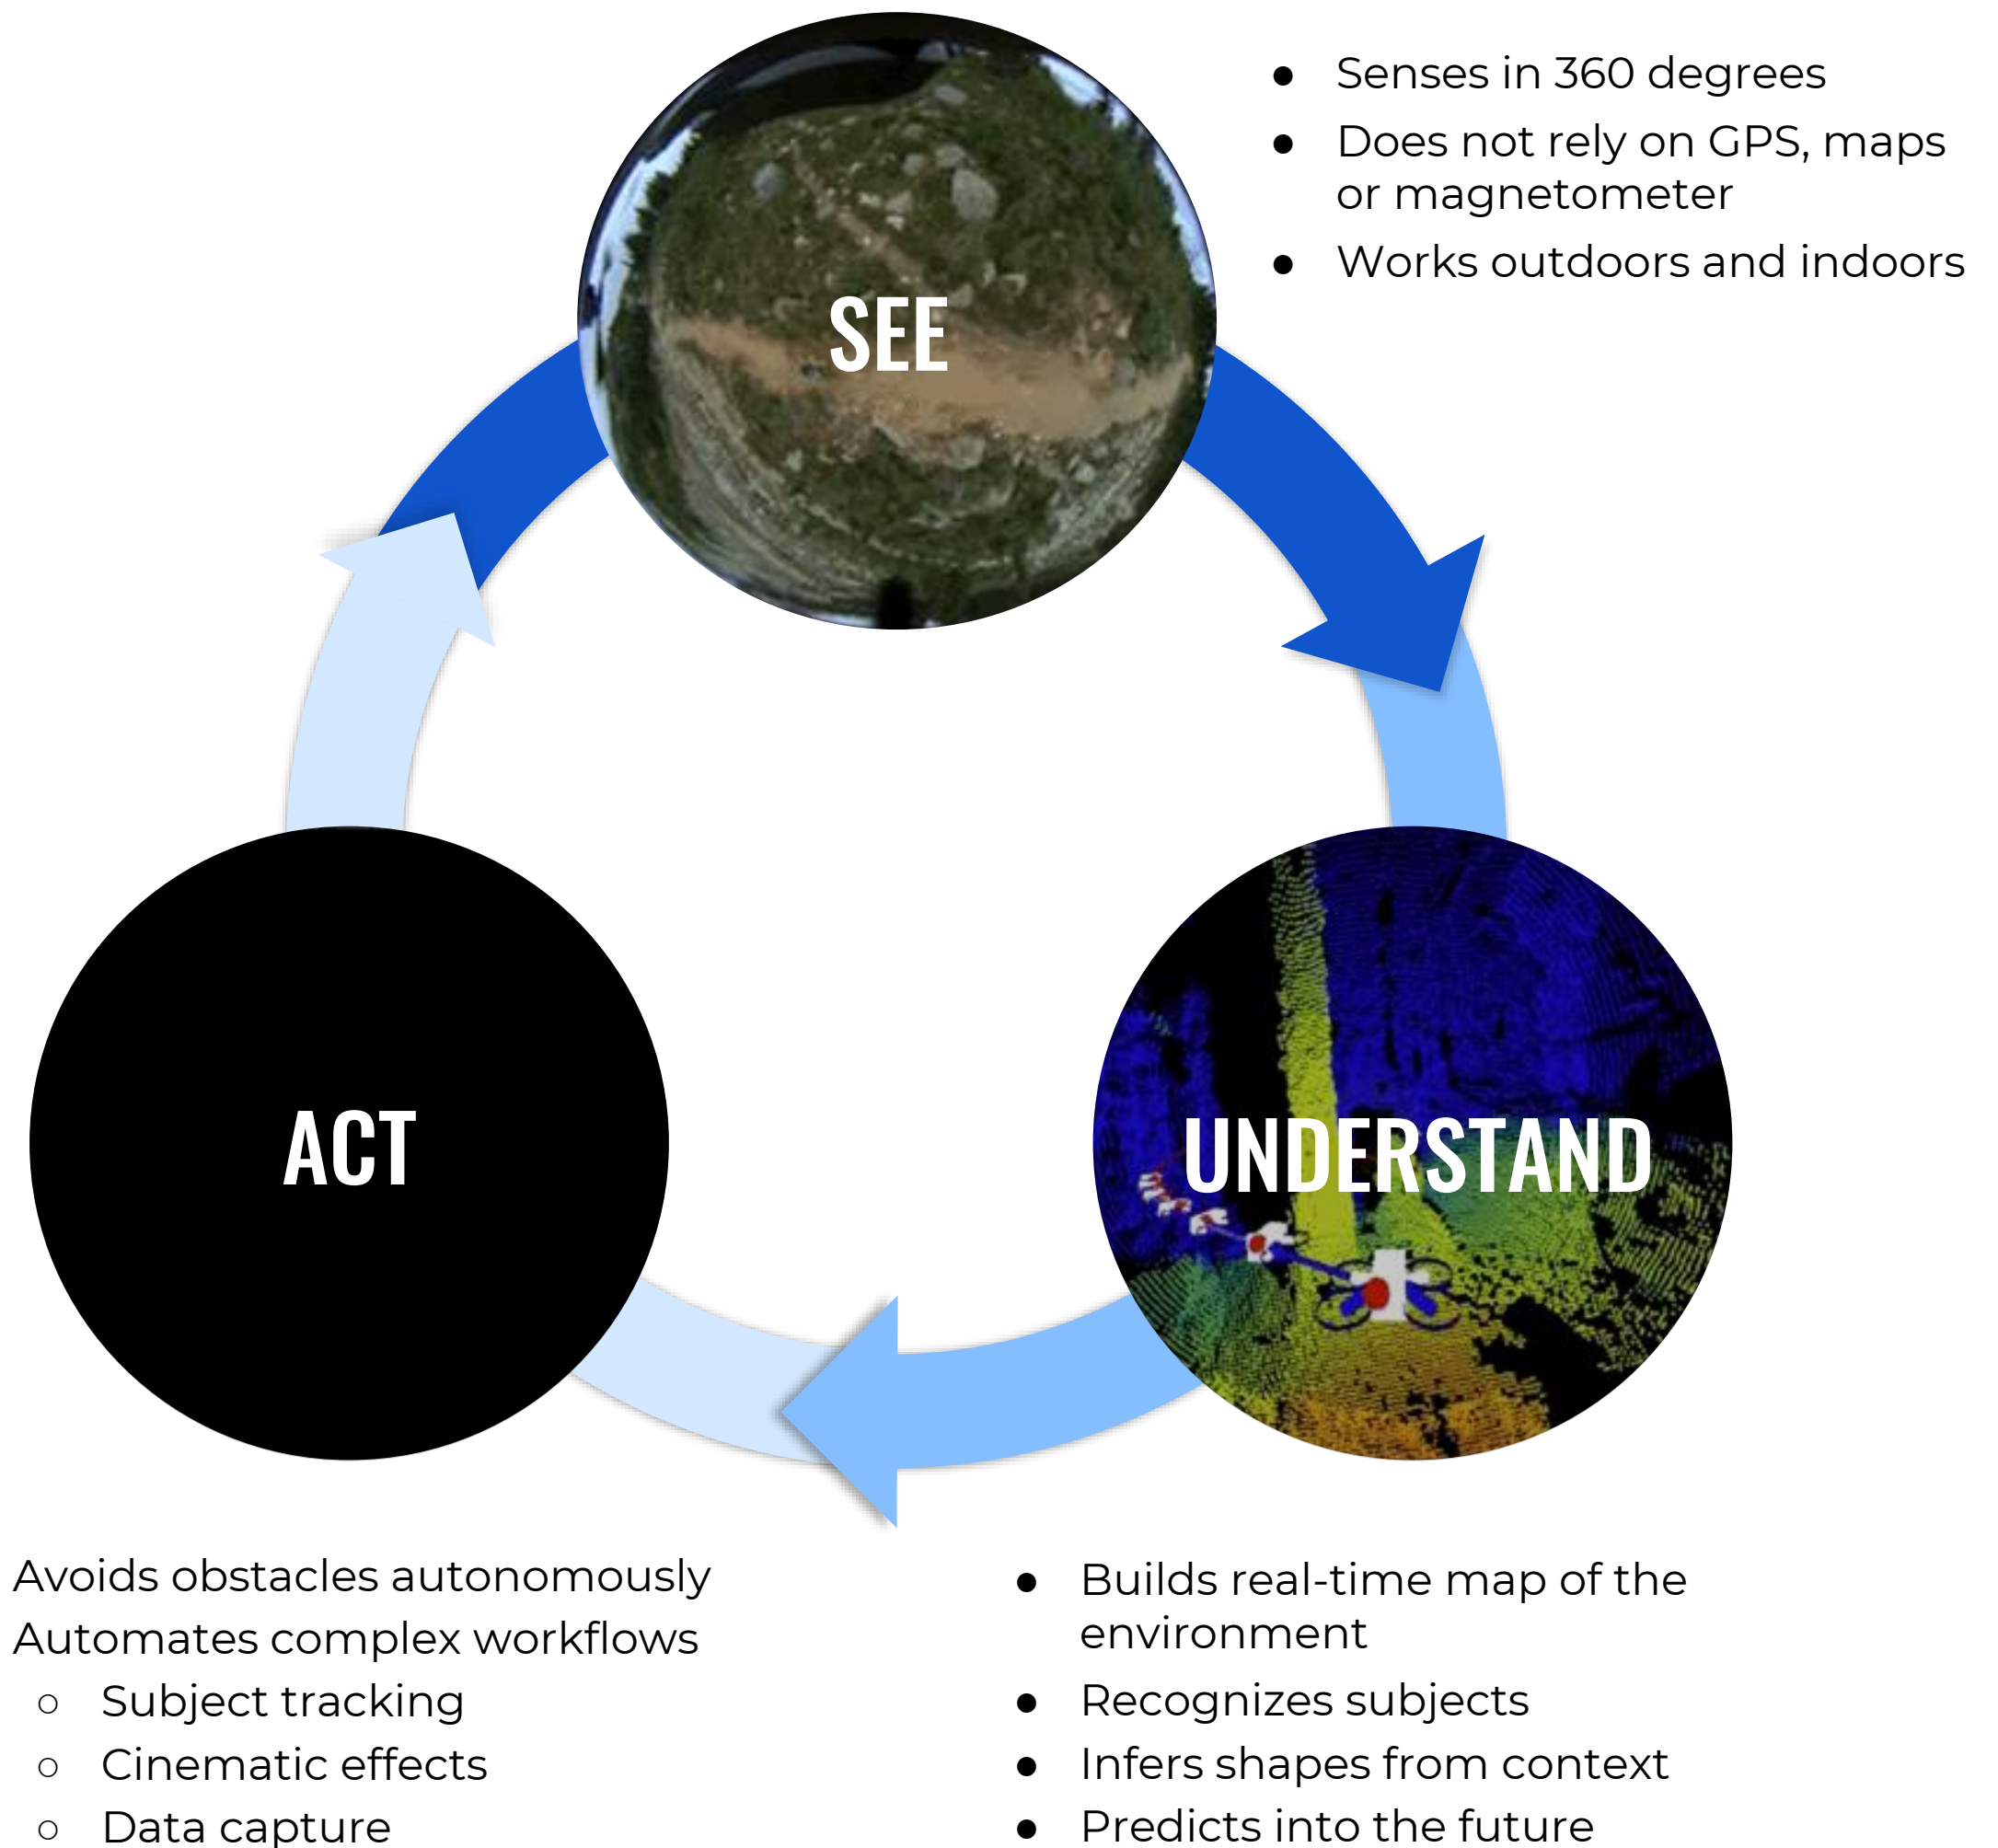 ● Senses in 360 degrees
● Does not rely on GPS, maps
or magnetometer
● Works outdoors and indoors
SEE
ACT
UNDERSTAND
Avoids obstacles autonomously
Automates complex workflows
○ Subject tracking
○ Cinematic effects
○ Data capture
● Builds real-time map of the
environment
● Recognizes subjects
● Infers shapes from context
● Predicts into the future